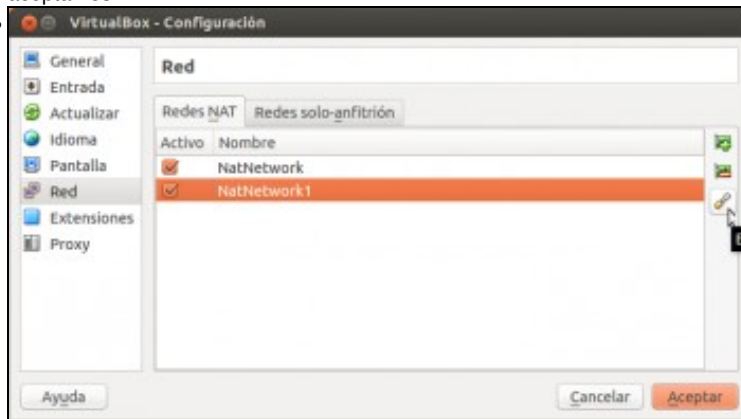 VirtualBox - Configuración
General
Entrada
Actualizar
Idioma
Pantalla
Red
Extensiones
Proxy
Red
Redes NAT
Redes solo-anfitrión
Activo Nombre
NatNetwork
NatNetwork1
Ayuda
Cancelar
Aceptar